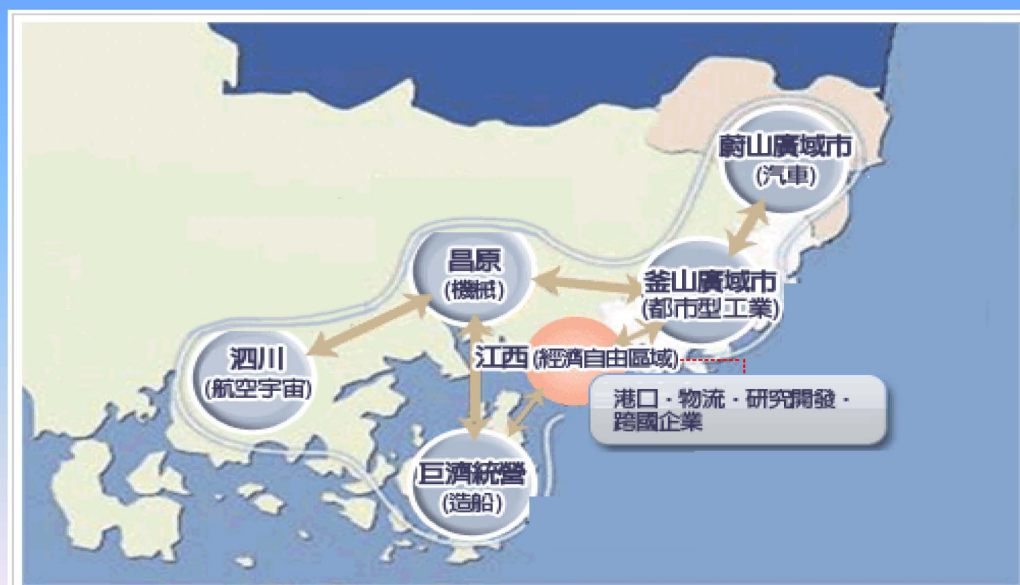 蔚山廣域市
(汽車)
昌原
(機械)
釜山廣域市
(都市型工業)
江西(經濟自由區域)
泗川
(航空宇宙)
港口·物流·研究開發·
跨國企業
巨濟統營
(造船)